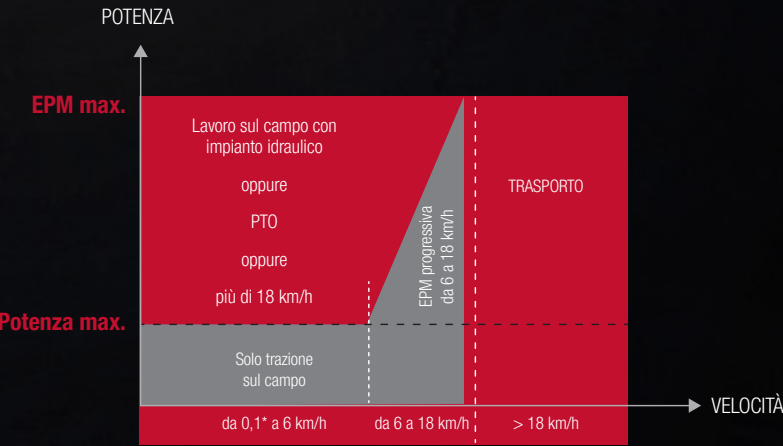 POTENZA
EPM max.
Lavoro sul campo con
impianto idraulico
oppure
PTO
oppure
più di 18 km/h
EPM progressiva
da 6 a 18 km/h
TRASPORTO
Potenza max.
Solo trazione
sul campo
VELOCITÀ
da 0,1* a 6 km/h
da 6 a 18 km/h
> 18 km/h